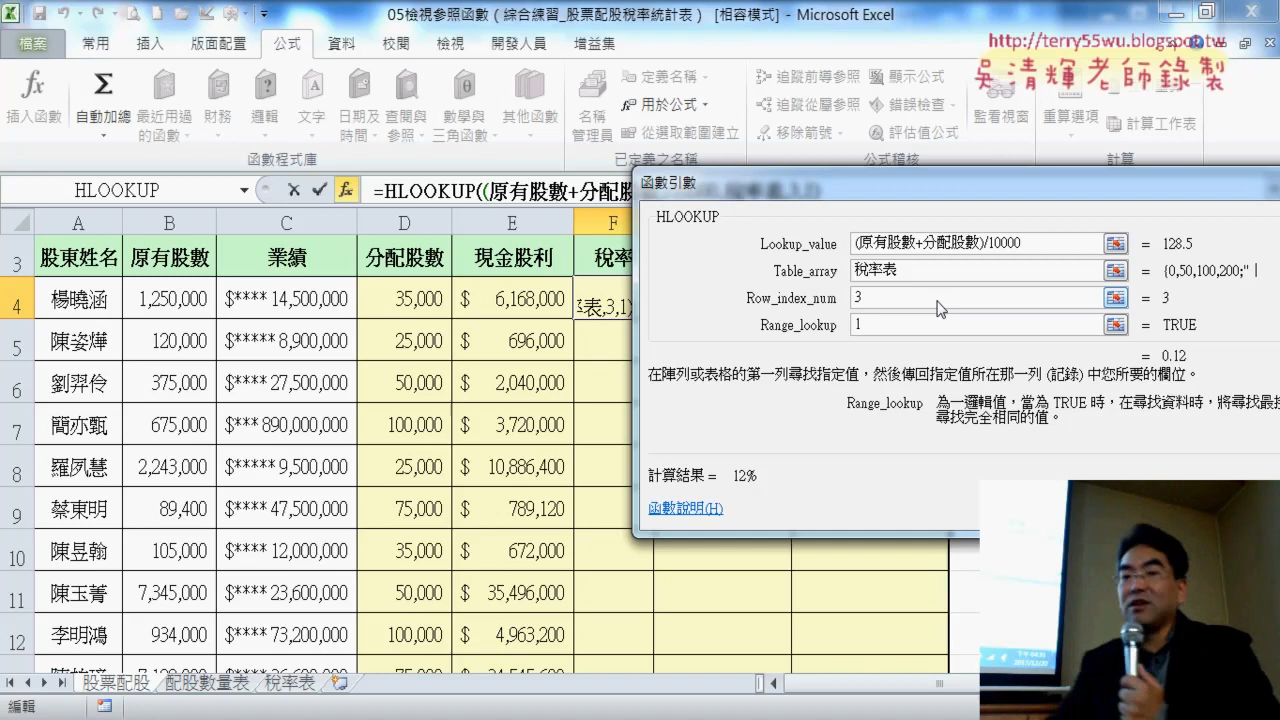 05檢視參照函數（綜合練習_股票配股稅率統計表） [相容模式] - Microsoft Excel
檔案 常用 插入 版面配置 公式 資料 校閱 檢視 開發人員 增益集
http://terry55wu.blogspot.tw
吳清輝老師錄製
插入函數 自動加總 最近用過的函數 財務 邏輯 文字 日期及時間 查閱與參照 數學與三角函數 其他函數
函數程式庫
名稱管理員 定義名稱 用於公式 從選取範圍建立
已定義之名稱
追蹤前導參照 追蹤從屬參照 移除箭號 顯示公式 錯誤檢查 評估值公式 監看視窗
公式稽核
重算選項 計算工作表
計算
HLOOKUP =HLOOKUP((原有股數+分配股
A B C D E F
3 股東姓名 原有股數 業績 分配股數 現金股利 稅率
4 楊曉涵 1,250,000 $**** 14,500,000 35,000 $ 6,168,000 表,3,1)
5 陳姿燁 120,000 $***** 8,900,000 25,000 $ 696,000
6 劉羿伶 375,000 $**** 27,500,000 50,000 $ 2,040,000
7 簡亦甄 675,000 $*** 890,000,000 100,000 $ 3,720,000
8 羅夙慧 2,243,000 $***** 9,500,000 25,000 $ 10,886,400
9 蔡東明 89,400 $**** 47,500,000 75,000 $ 789,120
10 陳昱翰 105,000 $**** 12,000,000 35,000 $ 672,000
11 陳玉菁 7,345,000 $**** 23,600,000 50,000 $ 35,496,000
12 李明鴻 934,000 $**** 73,200,000 100,000 $ 4,963,200
函數引數
HLOOKUP
Lookup_value (原有股數+分配股數)/10000 = 128.5
Table_array 稅率表 = {0,50,100,200;"
Row_index_num 3 = 3
Range_lookup 1 = TRUE
= 0.12
在陣列或表格的第一列尋找指定值，然後傳回指定值所在那一列 (記錄) 中您所要的欄位。
Range_lookup 為一邏輯值，當為 TRUE 時，在尋找資料時，將尋找最接
尋找完全相同的值。
計算結果 = 12%
函數說明(H)
股票配股 配股數量表 稅率表
編輯